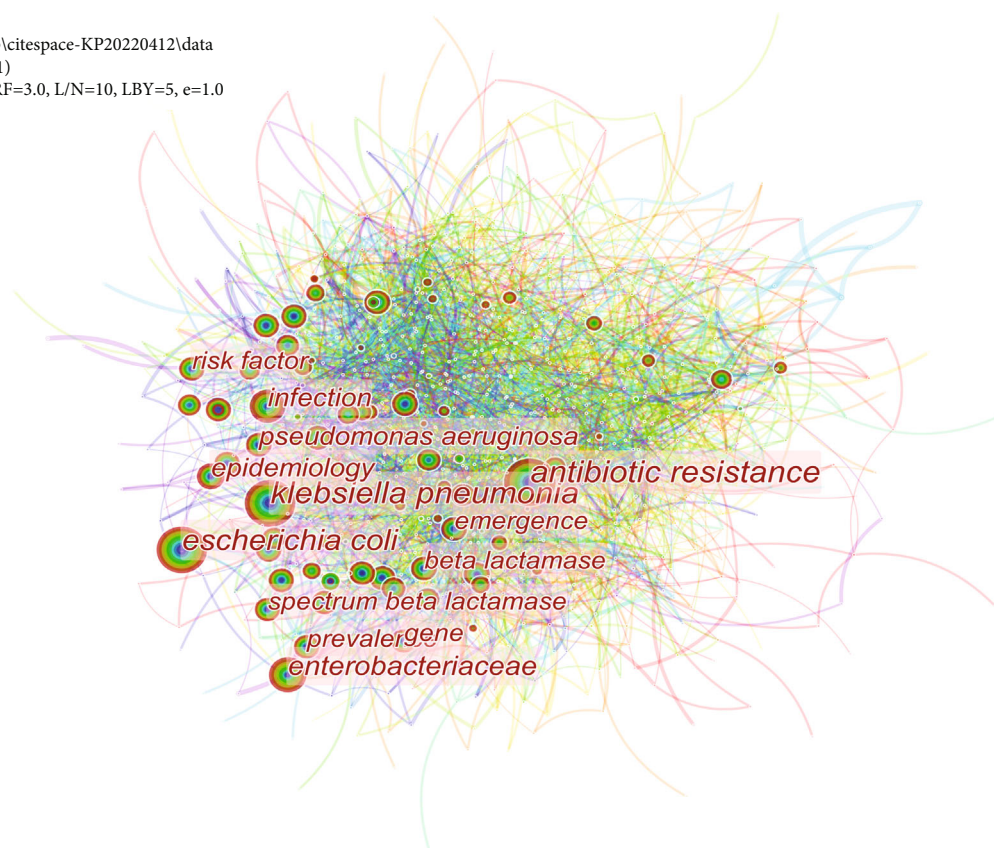 \citespace-KP20220412\data
1)
RF=3.0, L/N=10, LBY=5, e=1.0
risk factor
infection
pseudomonas aeruginosa
epidemiology
antibiotic resistance
klebsiella pneumonia
emergence
escherichia coli
beta lactamase
spectrum beta lactamase
gene
enterobacteriaceae